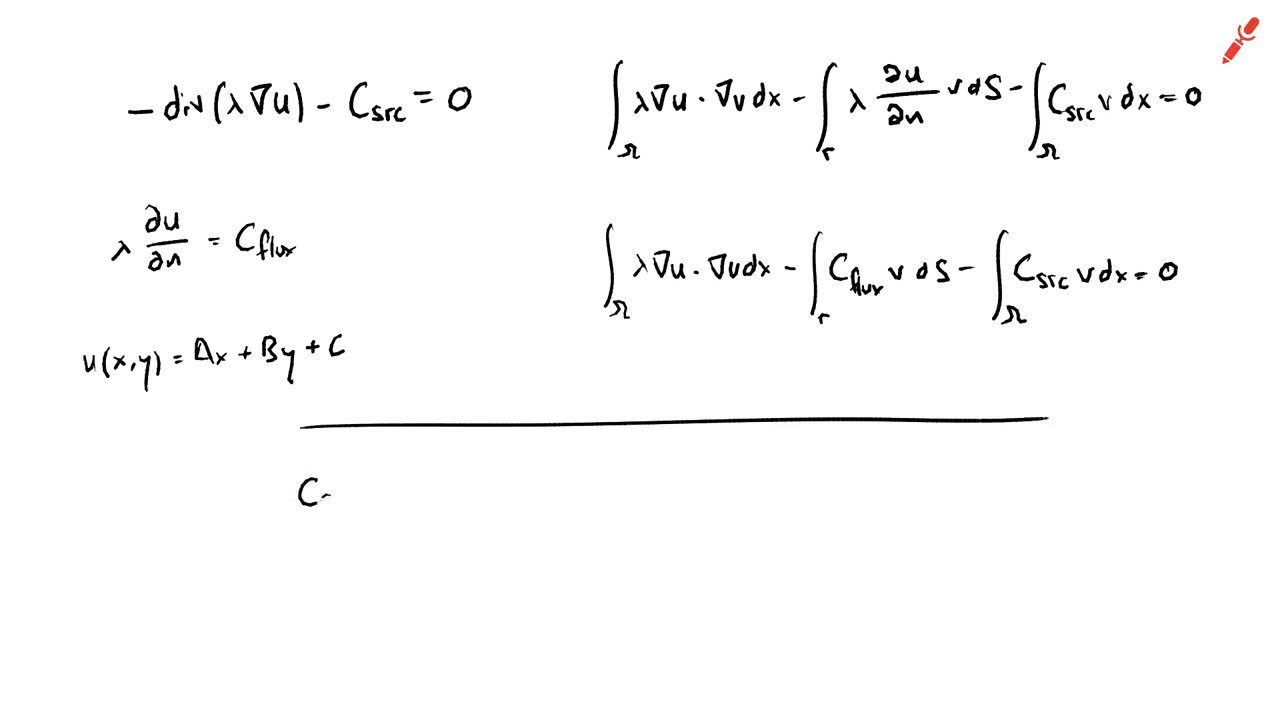 − div (λ ∇u) − C_src = 0
∫_Ω λ∇u · ∇v dx − ∫_Γ λ ∂u/∂n v dS − ∫_Ω C_src v dx = 0
λ ∂u/∂n = C_flux
∫_Ω λ∇u · ∇v dx − ∫_Γ C_flux v dS − ∫_Ω C_src v dx = 0
u(x,y) = Ax + By + C
C-